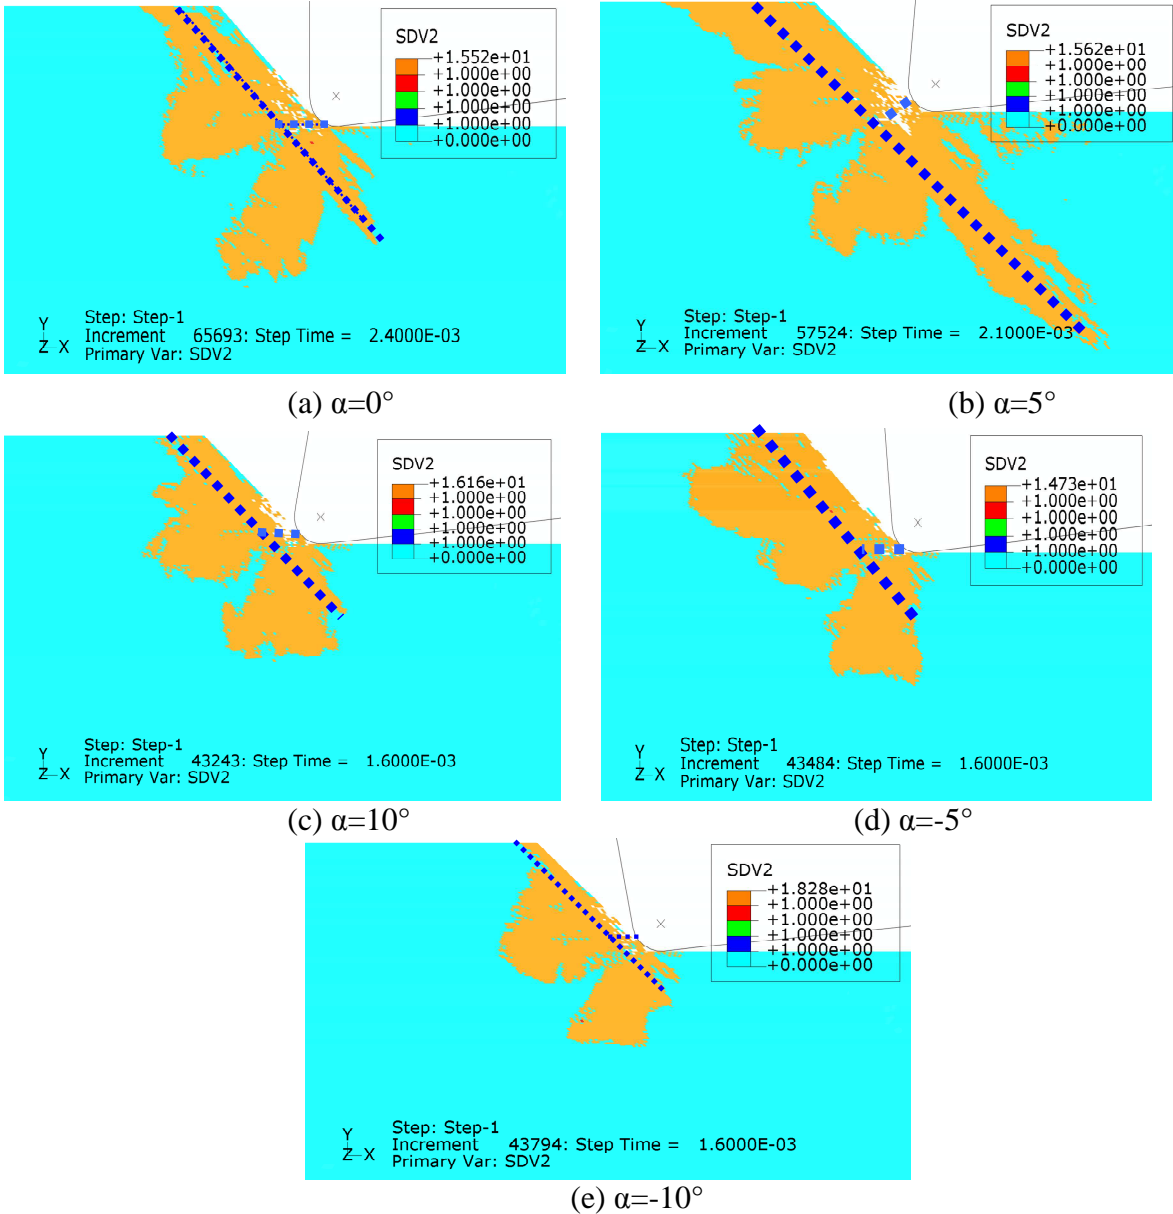 SDV2
+1.552e+01
+1.000e+00
+1.000e+00
+1.000e+00
+1.000e+00
+0.000e+00
Y
Z X
Step: Step-1
Increment 65693: Step Time = 2.4000E-03
Primary Var: SDV2
(a) α=0°
SDV2
+1.562e+01
+1.000e+00
+1.000e+00
+1.000e+00
+1.000e+00
+0.000e+00
Y
Z X
Step: Step-1
Increment 57524: Step Time = 2.1000E-03
Primary Var: SDV2
(b) α=5°
SDV2
+1.616e+01
+1.000e+00
+1.000e+00
+1.000e+00
+1.000e+00
+0.000e+00
Y
Z X
Step: Step-1
Increment 43243: Step Time = 1.6000E-03
Primary Var: SDV2
(c) α=10°
SDV2
+1.473e+01
+1.000e+00
+1.000e+00
+1.000e+00
+1.000e+00
+0.000e+00
Y
Z X
Step: Step-1
Increment 43484: Step Time = 1.6000E-03
Primary Var: SDV2
(d) α=-5°
SDV2
+1.828e+01
+1.000e+00
+1.000e+00
+1.000e+00
+1.000e+00
+0.000e+00
Y
Z X
Step: Step-1
Increment 43794: Step Time = 1.6000E-03
Primary Var: SDV2
(e) α=-10°